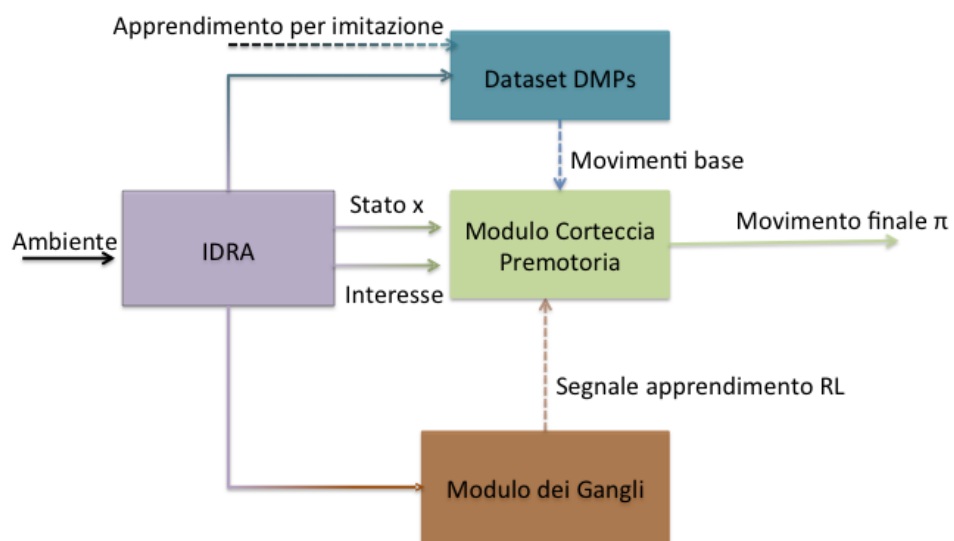 Apprendimento per imitazione
Dataset DMPs
Movimenti base
Ambiente
IDRA
Stato x
Interesse
Modulo Corteccia
Premotoria
Movimento finale π
Segnale apprendimento RL
Modulo dei Gangli